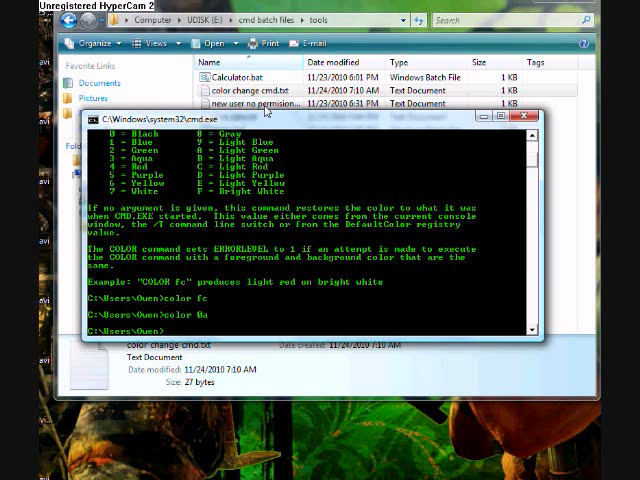 Unregistered HyperCam 2
Computer UDISK (E:) cmd batch files tools Search
Organize Views Open Print E-mail
Favorite Links
Documents
Pictures
Name Date modified Type Size Tags
Calculator.bat 11/23/2010 6:01 PM Windows Batch File 1 KB
color change cmd.txt 11/24/2010 7:10 AM Text Document 1 KB
new user no permision... 11/23/2010 6:31 PM Text Document 1 KB
C:\Windows\system32\cmd.exe
0 = Black 8 = Gray
1 = Blue 9 = Light Blue
2 = Green A = Light Green
3 = Aqua B = Light Aqua
4 = Red C = Light Red
5 = Purple D = Light Purple
6 = Yellow E = Light Yellow
7 = White F = Bright White
If no argument is given, this command restores the color to what it was
when CMD.EXE started. This value either comes from the current console
window, the /T command line switch or from the DefaultColor registry
value.
The COLOR command sets ERRORLEVEL to 1 if an attempt is made to execute
the COLOR command with a foreground and background color that are the
same.
Example: "COLOR fc" produces light red on bright white
C:\Users\Owen>color fc
C:\Users\Owen>color 0a
C:\Users\Owen>
color change cmd.txt Date created: 11/24/2010 7:10 AM
Text Document
Date modified: 11/24/2010 7:10 AM
Size: 27 bytes